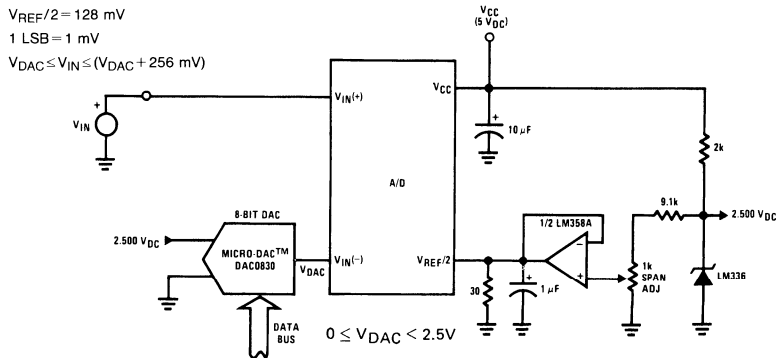 V_REF/2 = 128 mV
1 LSB = 1 mV
V_DAC ≤ V_IN ≤ (V_DAC + 256 mV)
V_CC
(5 V_DC)
V_IN(+)
V_CC
+
V_IN
+
10 μF
2k
A/D
8-BIT DAC
1/2 LM358A
9.1k
2.500 V_DC
2.500 V_DC
MICRO-DAC™
DAC0830
V_DAC
V_IN(−)
V_REF/2
−
+
1k
SPAN
ADJ
LM336
30
+
1 μF
DATA
BUS
0 ≤ V_DAC < 2.5V